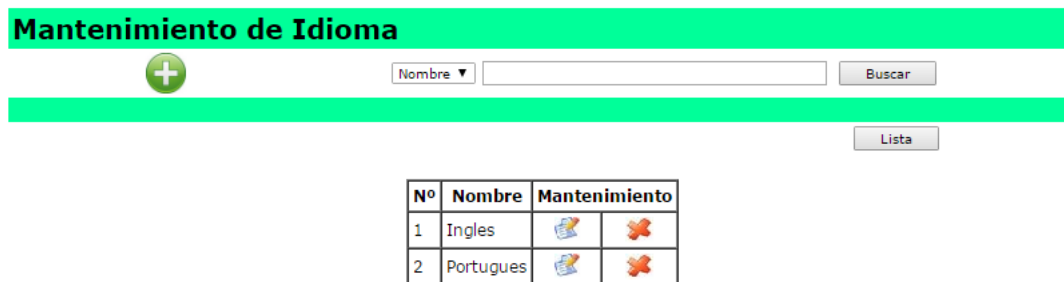 Mantenimiento de Idioma
Nombre ▼ Buscar
Lista
Nº Nombre Mantenimiento
1 Ingles
2 Portugues